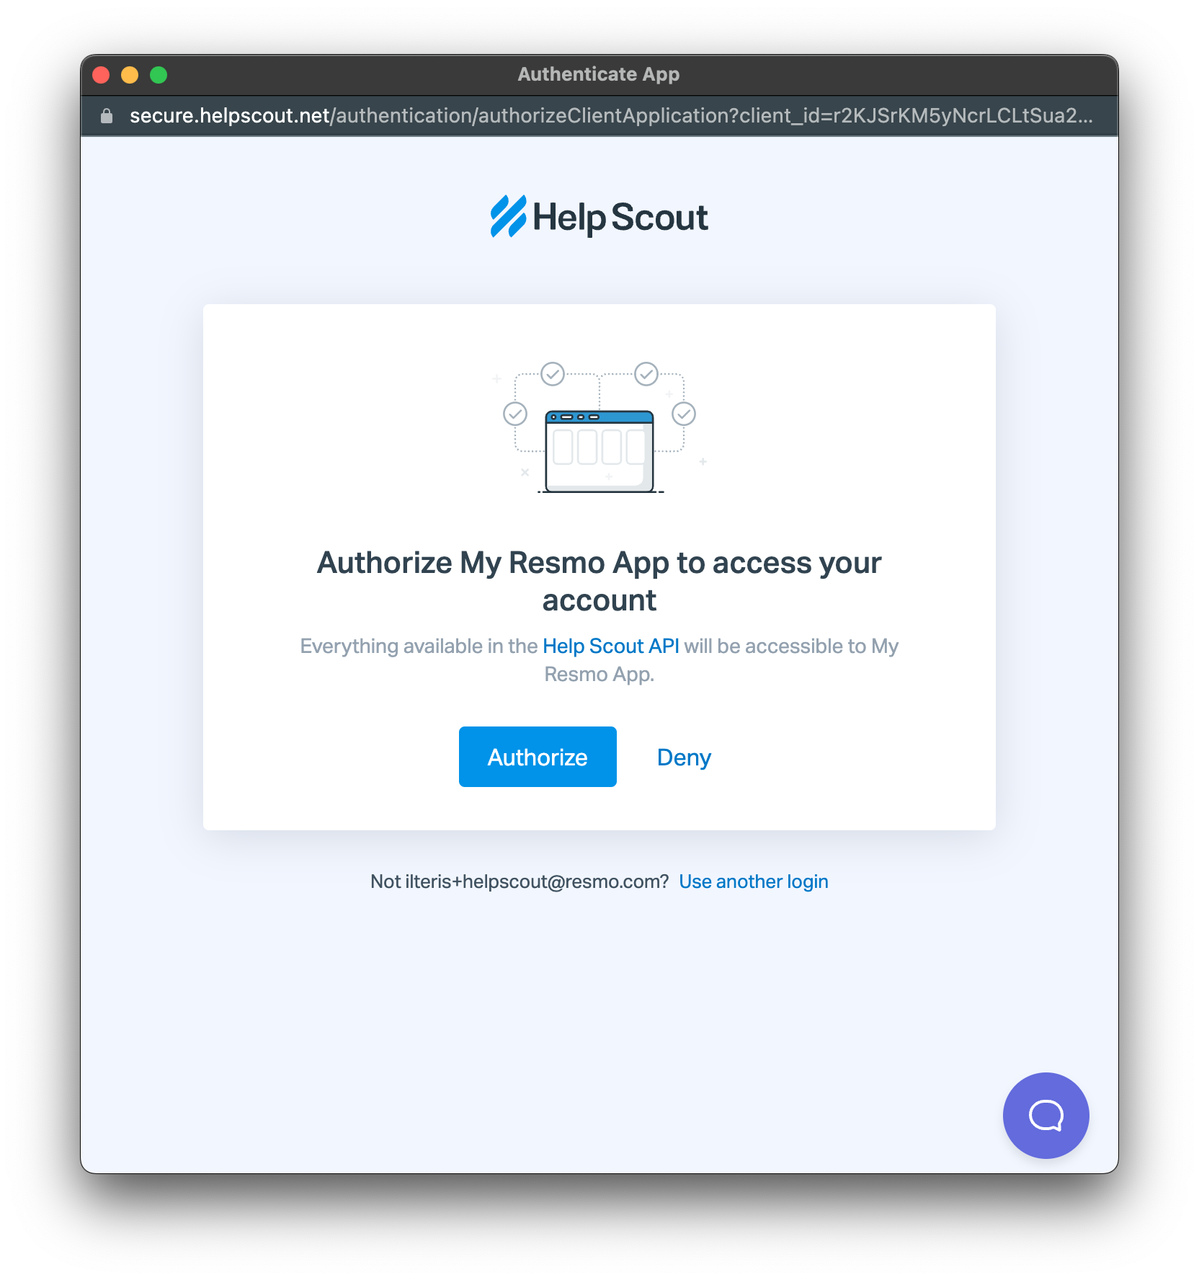 Authenticate App
secure.helpscout.net/authentication/authorizeClientApplication?client_id=r2KJSrKM5yNcrLCLtSua2...
Help Scout
Authorize My Resmo App to access your
account
Everything available in the Help Scout API will be accessible to My
Resmo App.
Authorize Deny
Not ilteris+helpscout@resmo.com? Use another login